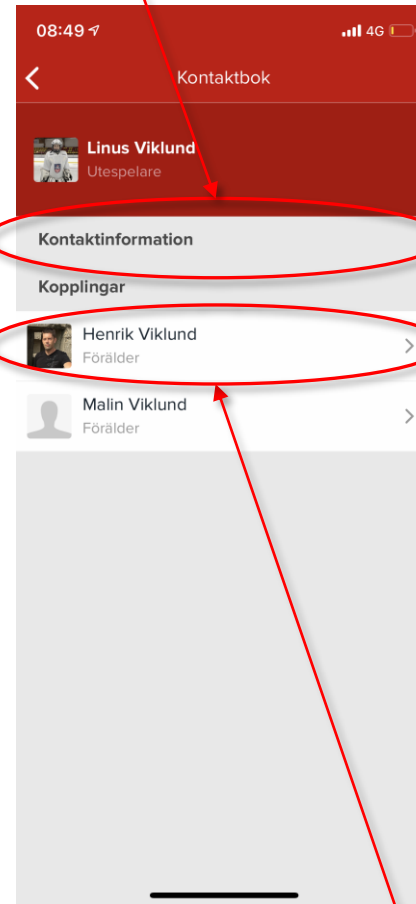 08:49 4G
Kontaktbok
Linus Viklund
Utespelare
Kontaktinformation
Kopplingar
Henrik Viklund
Förälder
Malin Viklund
Förälder